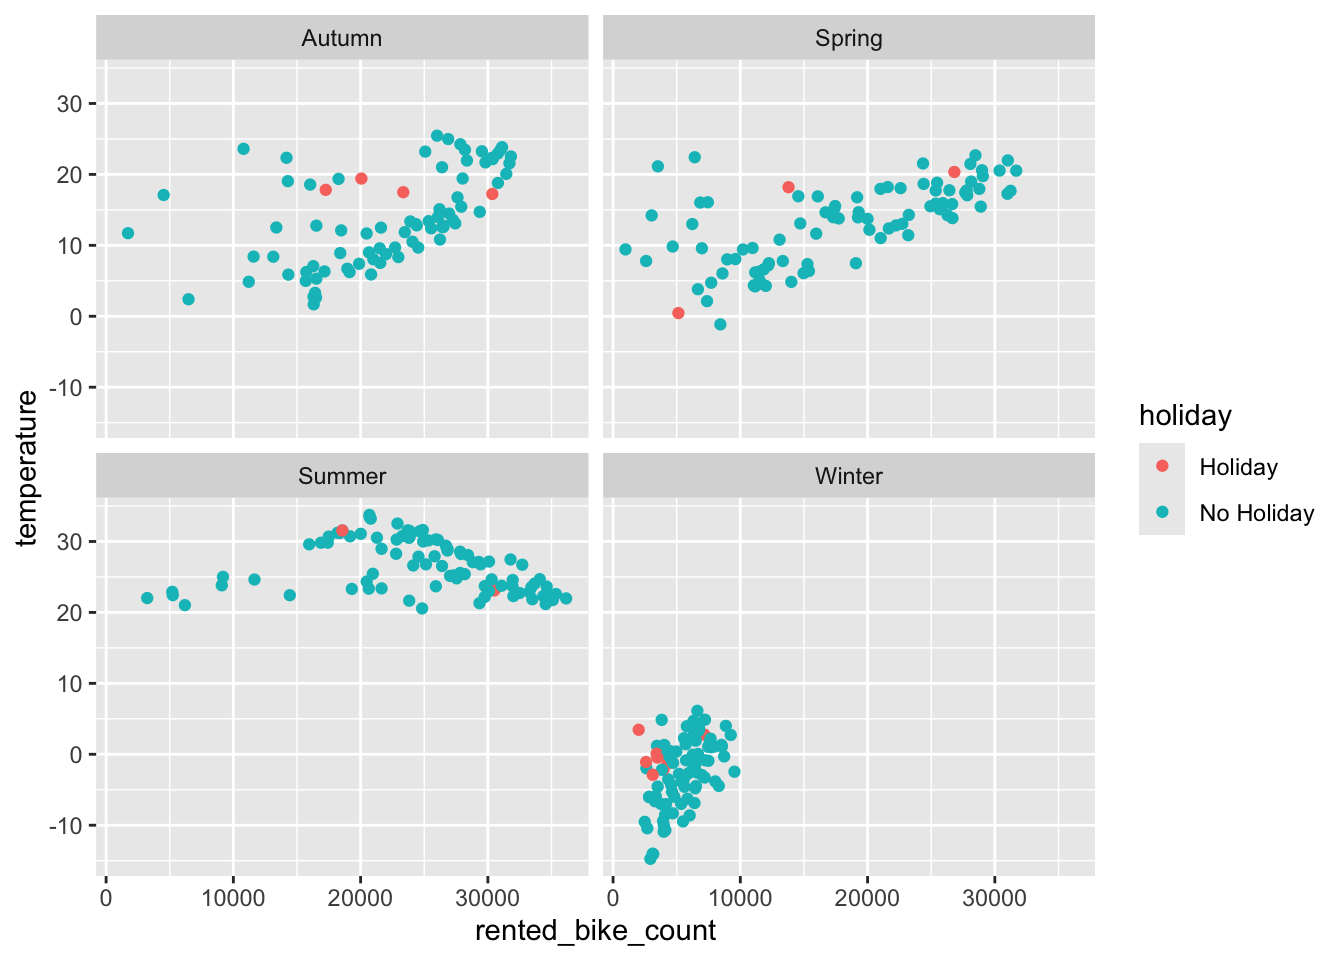 Autumn
Spring
30
20
10
0
-10
Summer
Winter
30
20
10
0
-10
0
10000
20000
30000
0
10000
20000
30000
rented_bike_count
temperature
holiday
Holiday
No Holiday